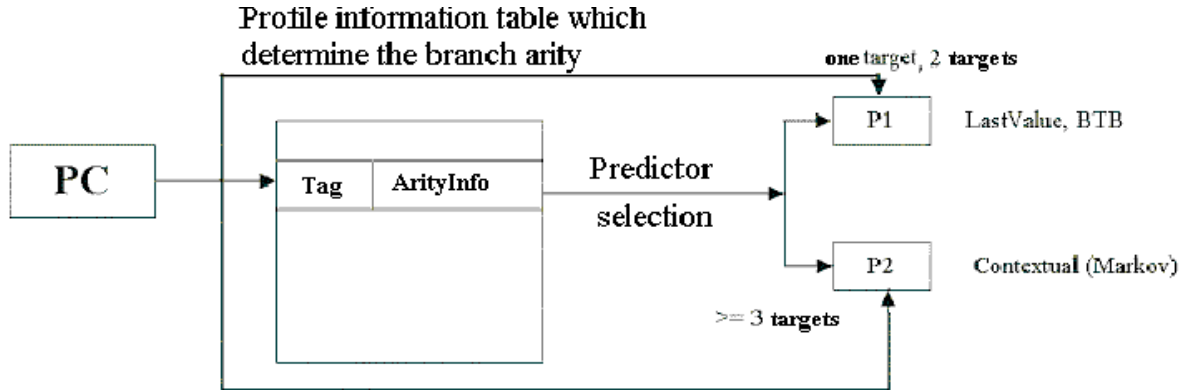 Profile information table which
determine the branch arity
one target, 2 targets
P1
LastValue, BTB
PC
Tag
ArityInfo
Predictor
selection
P2
Contextual (Markov)
>= 3 targets